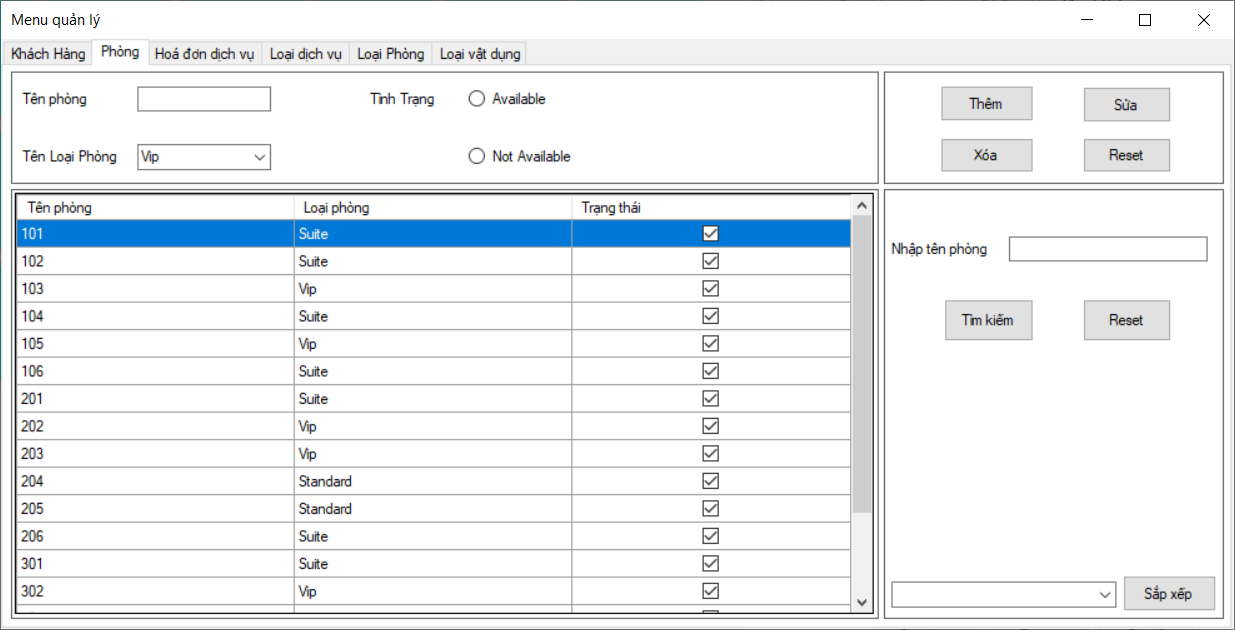 Menu quản lý
Khách Hàng Phòng Hoá đơn dịch vụ Loại dịch vụ Loại Phòng Loại vật dụng
Tên phòng Tình Trạng Available
Tên Loại Phòng Vip Not Available
Thêm Sửa
Xóa Reset
Tên phòng Loại phòng Trạng thái
101 Suite
102 Suite
103 Vip
104 Suite
105 Vip
106 Suite
201 Suite
202 Vip
203 Vip
204 Standard
205 Standard
206 Suite
301 Suite
302 Vip
Nhập tên phòng
Tìm kiếm Reset
Sắp xếp